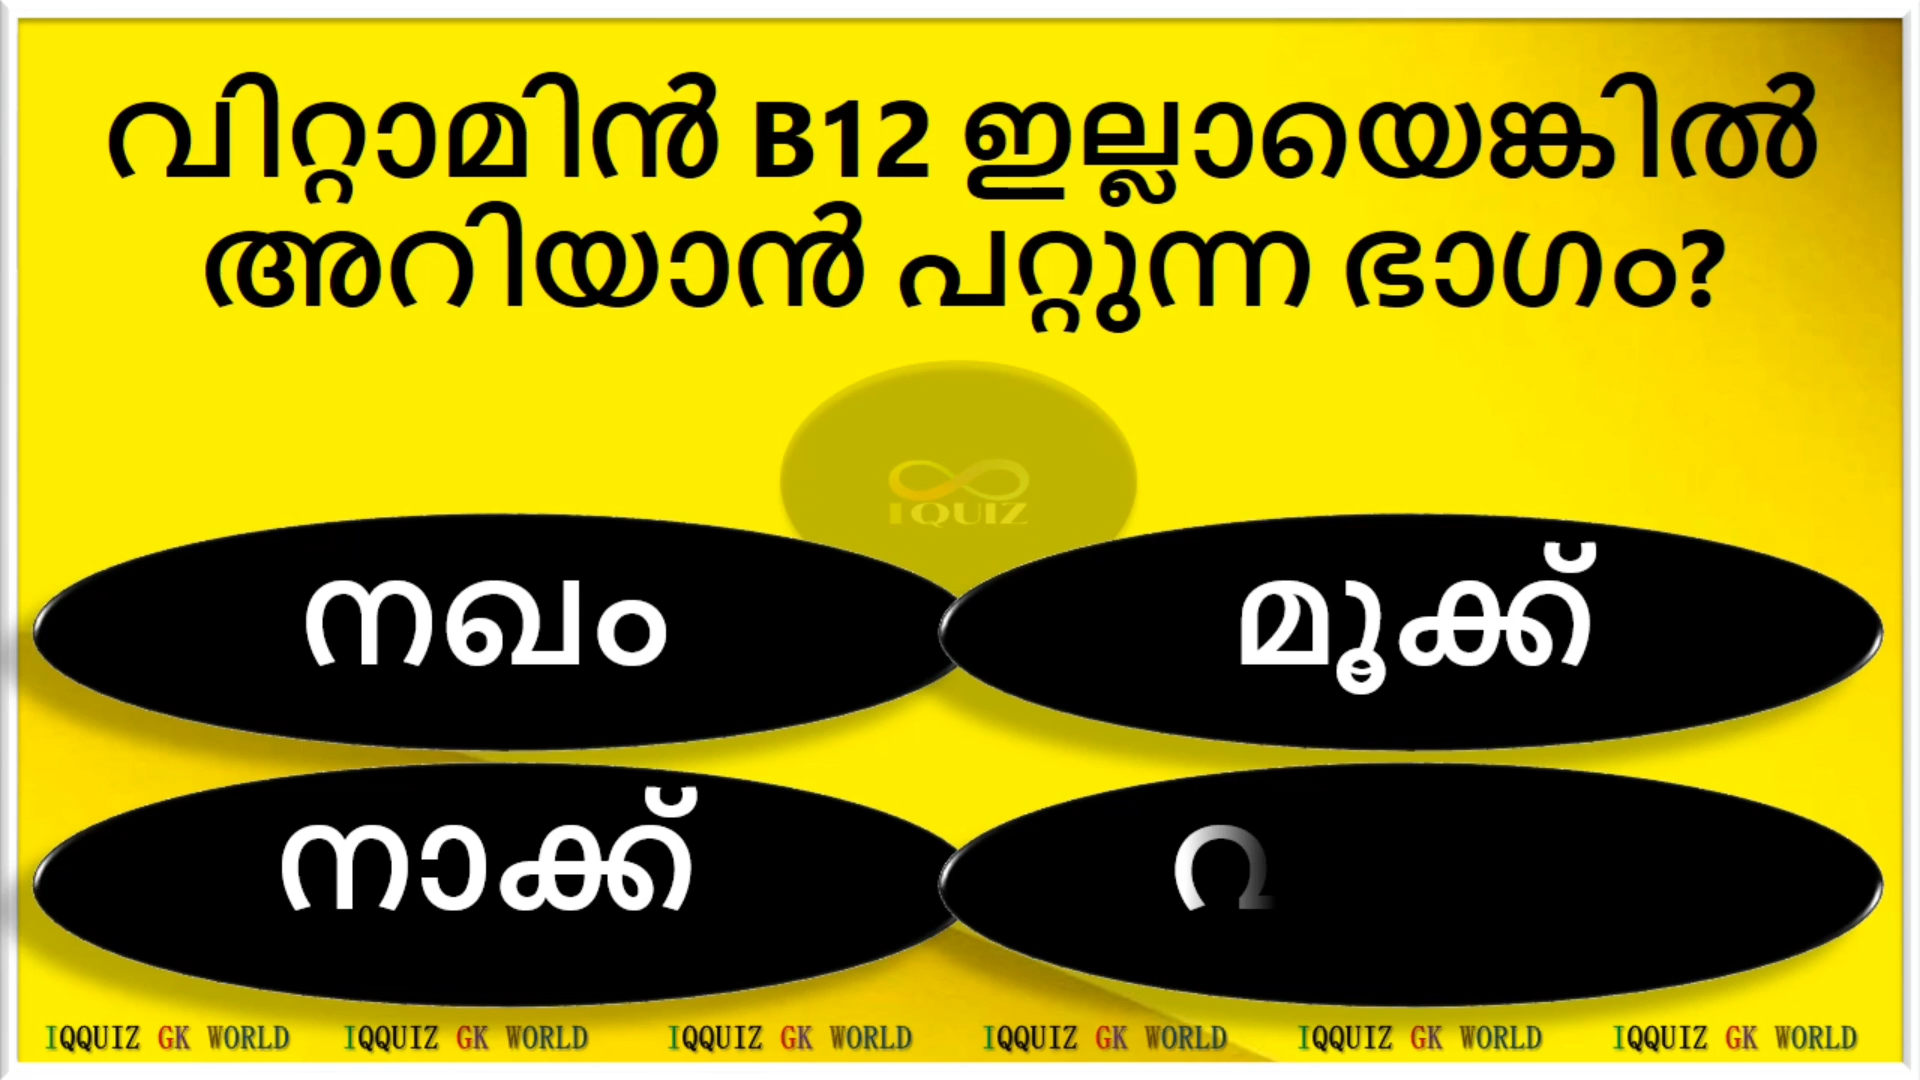 വിറ്റാമിൻ B12 ഇല്ലായെങ്കിൽ
അറിയാൻ പറ്റുന്ന ഭാഗം?
I QUIZ
നഖം
മൂക്ക്
നാക്ക്
IQQUIZ GK WORLD IQQUIZ GK WORLD IQQUIZ GK WORLD IQQUIZ GK WORLD IQQUIZ GK WORLD IQQUIZ GK WORLD